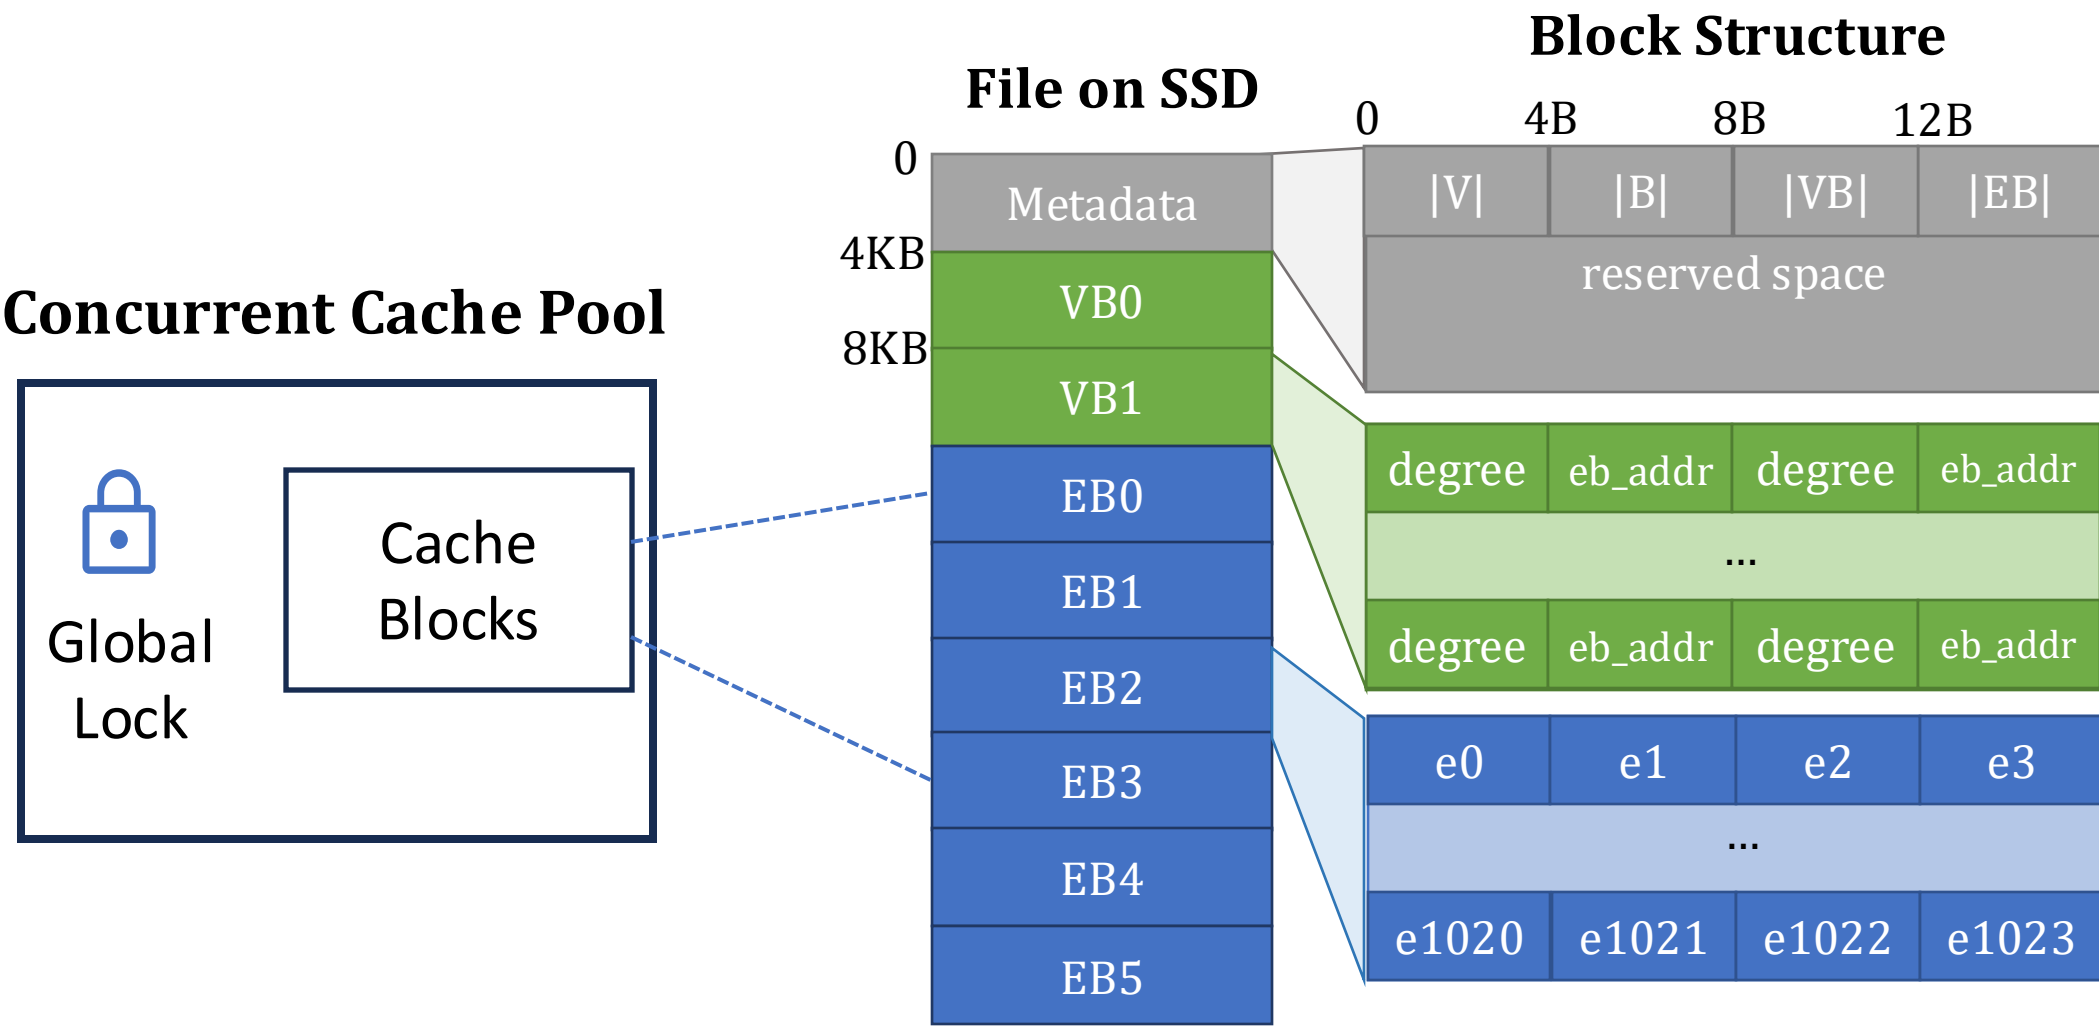 Concurrent Cache Pool
Global
Lock
Cache
Blocks
File on SSD
0
4KB
8KB
Metadata
VB0
VB1
EB0
EB1
EB2
EB3
EB4
EB5
Block Structure
0 4B 8B 12B
|V| |B| |VB| |EB|
reserved space
degree eb_addr degree eb_addr
...
degree eb_addr degree eb_addr
e0 e1 e2 e3
...
e1020 e1021 e1022 e1023